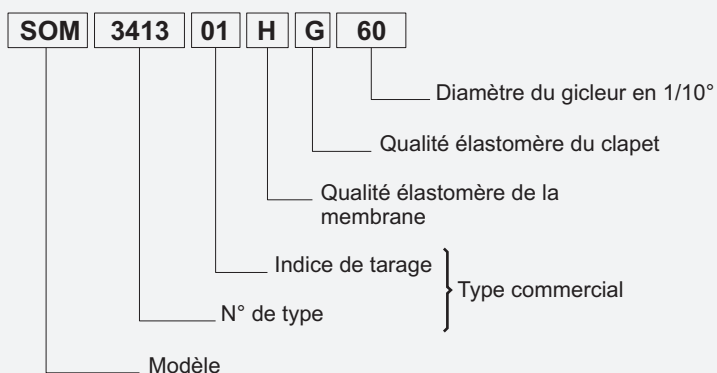 SOM 3413 01 H G 60
Diamètre du gicleur en 1/10°
Qualité élastomère du clapet
Qualité élastomère de la
membrane
Indice de tarage
Type commercial
N° de type
Modèle